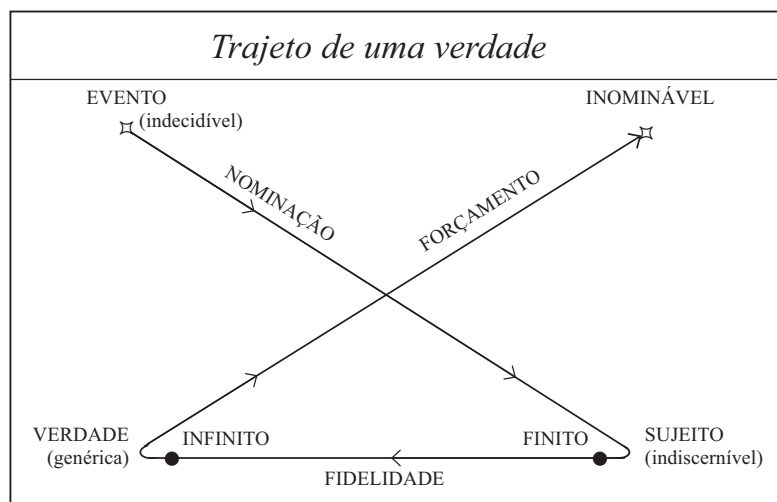 Trajeto de uma verdade
EVENTO
(indecidível)
INOMINÁVEL
NOMINAÇÃO
FORÇAMENTO
VERDADE
(genérica)
INFINITO
FINITO
SUJEITO
(indiscernível)
FIDELIDADE